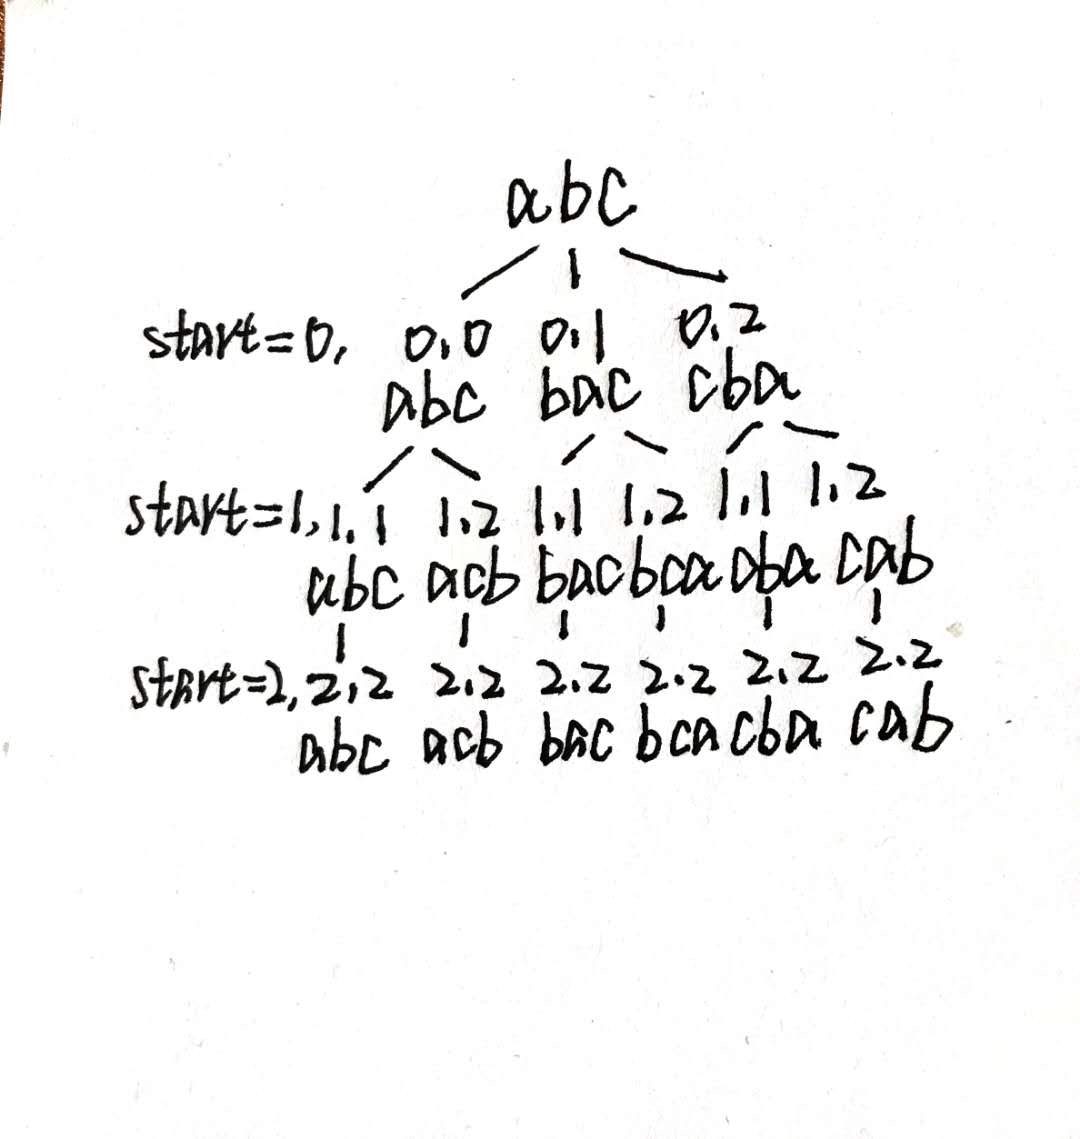 abc
start=0, 0,0 0,1 0,2
abc bac cba
start=1, 1,1 1,2 1,1 1,2 1,1 1,2
abc acb bac bca aba cab
start=2, 2,2 2,2 2,2 2,2 2,2 2,2
abc acb bac bca cba cab